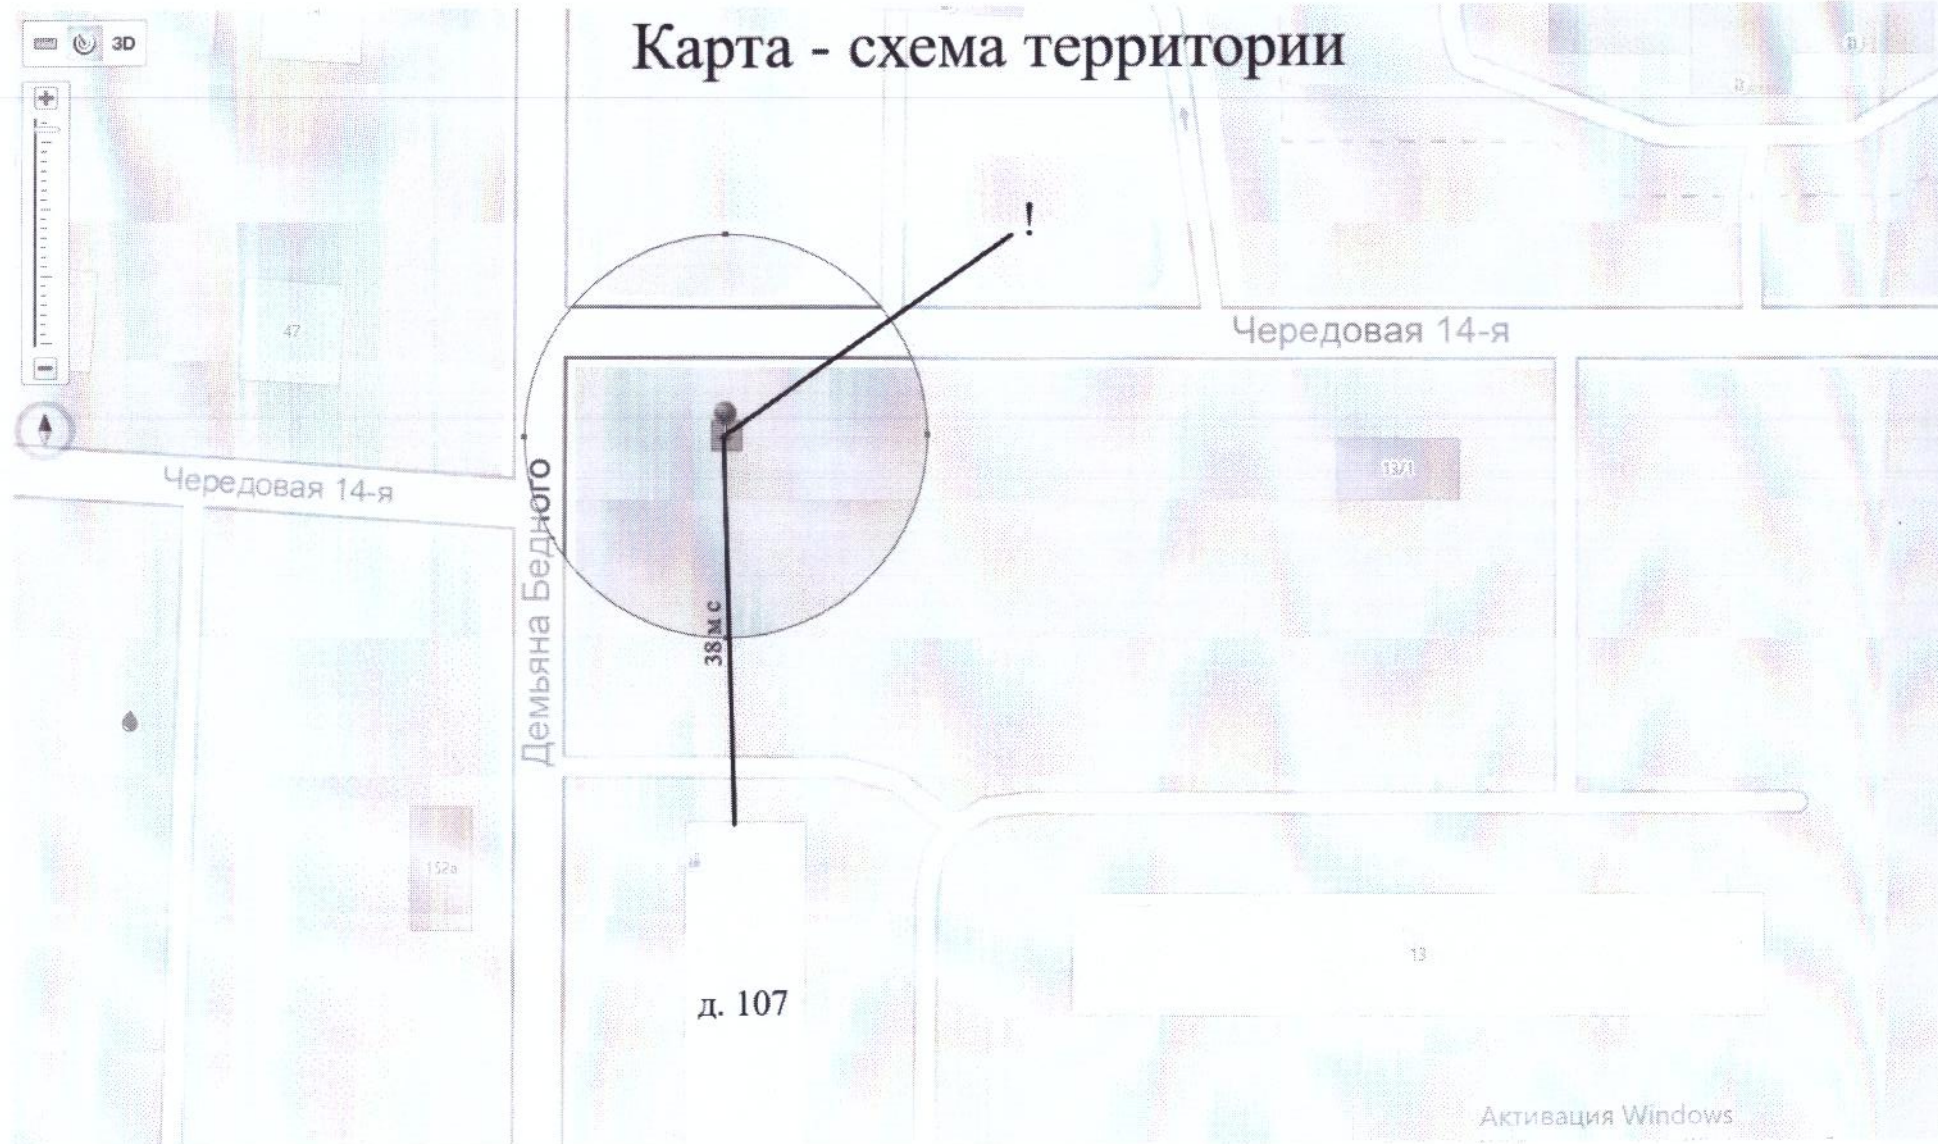 Карта - схема территории
3D
!
Чередовая 14-я
47
13/1
Чередовая 14-я
Демьяна Бедного
38 м с
152а
13
д. 107
Активация Windows